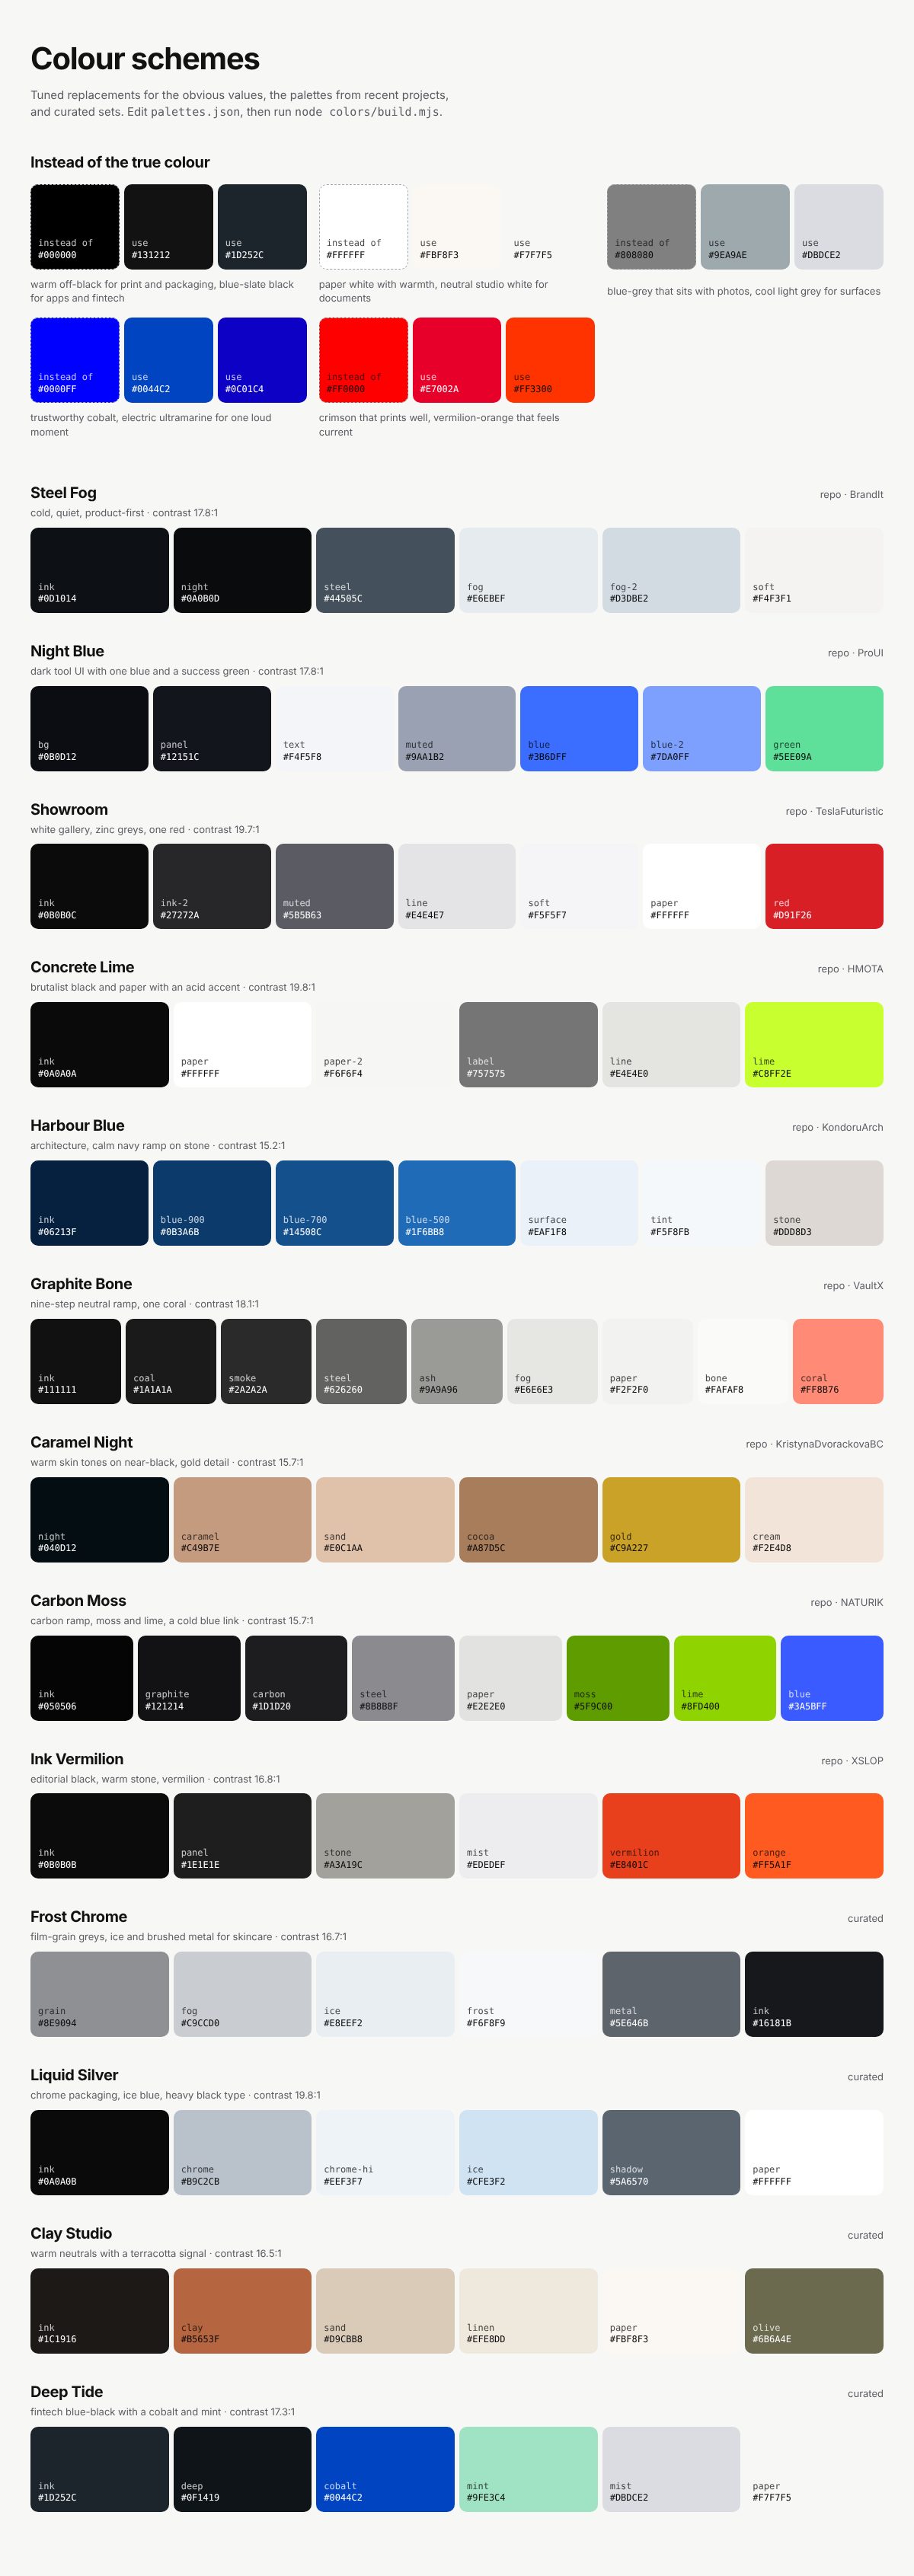 Colour schemes
Tuned replacements for the obvious values, the palettes from recent projects,
and curated sets. Edit palettes.json, then run node colors/build.mjs.
Instead of the true colour
instead of
#000000
use
#131212
use
#1D252C
warm off-black for print and packaging, blue-slate black
for apps and fintech
instead of
#FFFFFF
use
#FBF8F3
use
#F7F7F5
paper white with warmth, neutral studio white for
documents
instead of
#808080
use
#9EA9AE
use
#DBDCE2
blue-grey that sits with photos, cool light grey for surfaces
instead of
#0000FF
use
#0044C2
use
#0C01C4
trustworthy cobalt, electric ultramarine for one loud
moment
instead of
#FF0000
use
#E7002A
use
#FF3300
crimson that prints well, vermilion-orange that feels
current
Steel Fog
repo · BrandIt
cold, quiet, product-first · contrast 17.8:1
ink
#0D1014
night
#0A0B0D
steel
#44505C
fog
#E6EBEF
fog-2
#D3DBE2
soft
#F4F3F1
Night Blue
repo · ProUI
dark tool UI with one blue and a success green · contrast 17.8:1
bg
#0B0D12
panel
#12151C
text
#F4F5F8
muted
#9AA1B2
blue
#3B6DFF
blue-2
#7DA0FF
green
#5EE09A
Showroom
repo · TeslaFuturistic
white gallery, zinc greys, one red · contrast 19.7:1
ink
#0B0B0C
ink-2
#27272A
muted
#5B5B63
line
#E4E4E7
soft
#F5F5F7
paper
#FFFFFF
red
#D91F26
Concrete Lime
repo · HMOTA
brutalist black and paper with an acid accent · contrast 19.8:1
ink
#0A0A0A
paper
#FFFFFF
paper-2
#F6F6F4
label
#757575
line
#E4E4E0
lime
#C8FF2E
Harbour Blue
repo · KondoruArch
architecture, calm navy ramp on stone · contrast 15.2:1
ink
#06213F
blue-900
#0B3A6B
blue-700
#14508C
blue-500
#1F6BB8
surface
#EAF1F8
tint
#F5F8FB
stone
#DDD8D3
Graphite Bone
repo · VaultX
nine-step neutral ramp, one coral · contrast 18.1:1
ink
#111111
coal
#1A1A1A
smoke
#2A2A2A
steel
#626260
ash
#9A9A96
fog
#E6E6E3
paper
#F2F2F0
bone
#FAFAF8
coral
#FF8B76
Caramel Night
repo · KristynaDvorackovaBC
warm skin tones on near-black, gold detail · contrast 15.7:1
night
#040D12
caramel
#C49B7E
sand
#E0C1AA
cocoa
#A87D5C
gold
#C9A227
cream
#F2E4D8
Carbon Moss
repo · NATURIK
carbon ramp, moss and lime, a cold blue link · contrast 15.7:1
ink
#050506
graphite
#121214
carbon
#1D1D20
steel
#8B8B8F
paper
#E2E2E0
moss
#5F9C00
lime
#8FD400
blue
#3A5BFF
Ink Vermilion
repo · XSLOP
editorial black, warm stone, vermilion · contrast 16.8:1
ink
#0B0B0B
panel
#1E1E1E
stone
#A3A19C
mist
#EDEDEF
vermilion
#E8401C
orange
#FF5A1F
Frost Chrome
curated
film-grain greys, ice and brushed metal for skincare · contrast 16.7:1
grain
#8E9094
fog
#C9CCD0
ice
#E8EEF2
frost
#F6F8F9
metal
#5E646B
ink
#16181B
Liquid Silver
curated
chrome packaging, ice blue, heavy black type · contrast 19.8:1
ink
#0A0A0B
chrome
#B9C2CB
chrome-hi
#EEF3F7
ice
#CFE3F2
shadow
#5A6570
paper
#FFFFFF
Clay Studio
curated
warm neutrals with a terracotta signal · contrast 16.5:1
ink
#1C1916
clay
#B5653F
sand
#D9CBB8
linen
#EFE8DD
paper
#FBF8F3
olive
#6B6A4E
Deep Tide
curated
fintech blue-black with a cobalt and mint · contrast 17.3:1
ink
#1D252C
deep
#0F1419
cobalt
#0044C2
mint
#9FE3C4
mist
#DBDCE2
paper
#F7F7F5